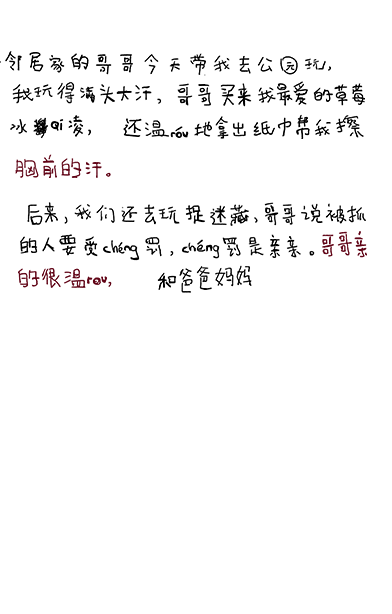 邻居家的哥哥今天带我去公园玩,
我玩得满头大汗,哥哥买来我最爱的草莓
冰qi凌,还温róu地拿出纸巾帮我擦
胸前的汗。
后来,我们还去玩捉迷藏,哥哥说被抓
的人要受chéng罚,chéng罚是亲亲。哥哥亲
的很温rou,和爸爸妈妈